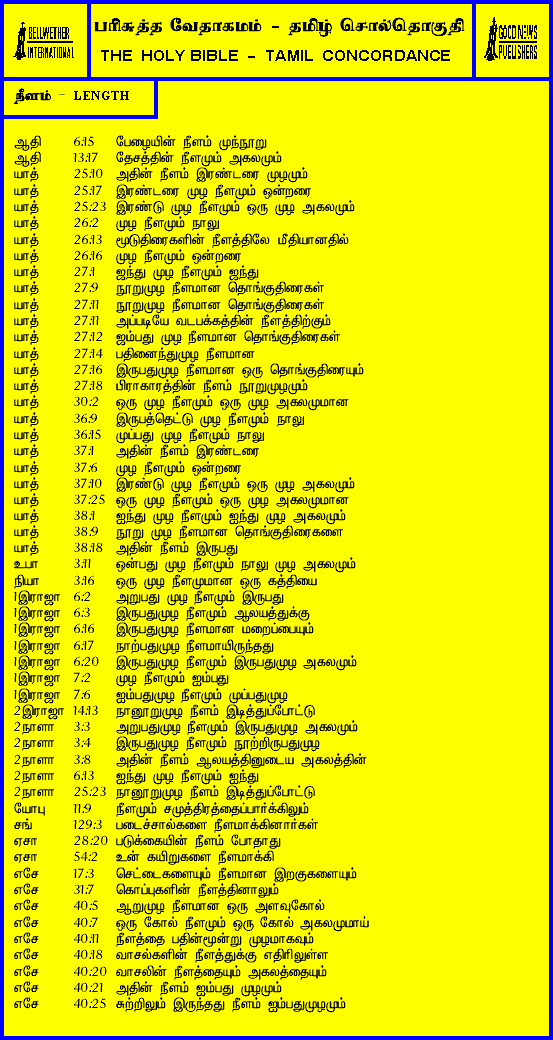 BELLWETHER
INTERNATIONAL
பரிசுத்த வேதாகமம் - தமிழ் சொல்தொகுதி
THE HOLY BIBLE - TAMIL CONCORDANCE
GOOD NEWS
PUBLISHERS
நீளம் - LENGTH
ஆதி 6:15 பேழையின் நீளம் முந்நூறு
ஆதி 13:17 தேசத்தின் நீளமும் அகலமும்
யாத் 25:10 அதின் நீளம் இரண்டரை முழமும்
யாத் 25:17 இரண்டரை முழ நீளமும் ஒன்றரை
யாத் 25:23 இரண்டு முழ நீளமும் ஒரு முழ அகலமும்
யாத் 26:2 முழ நீளமும் நாலு
யாத் 26:13 மூடுதிரைகளின் நீளத்திலே மீதியானதில்
யாத் 26:16 முழ நீளமும் ஒன்றரை
யாத் 27:1 ஐந்து முழ நீளமும் ஐந்து
யாத் 27:9 நூறுமுழ நீளமான தொங்குதிரைகள்
யாத் 27:11 நூறுமுழ நீளமான தொங்குதிரைகள்
யாத் 27:11 அப்படியே வடபக்கத்தின் நீளத்திற்கும்
யாத் 27:12 ஐம்பது முழ நீளமான தொங்குதிரைகள்
யாத் 27:14 பதினைந்துமுழ நீளமான
யாத் 27:16 இருபதுமுழ நீளமான ஒரு தொங்குதிரையும்
யாத் 27:18 பிராகாரத்தின் நீளம் நூறுமுழமும்
யாத் 30:2 ஒரு முழ நீளமும் ஒரு முழ அகலமுமான
யாத் 36:9 இருபத்தெட்டு முழ நீளமும் நாலு
யாத் 36:15 முப்பது முழ நீளமும் நாலு
யாத் 37:1 அதின் நீளம் இரண்டரை
யாத் 37:6 முழ நீளமும் ஒன்றரை
யாத் 37:10 இரண்டு முழ நீளமும் ஒரு முழ அகலமும்
யாத் 37:25 ஒரு முழ நீளமும் ஒரு முழ அகலமுமான
யாத் 38:1 ஐந்து முழ நீளமும் ஐந்து முழ அகலமும்
யாத் 38:9 நூறு முழ நீளமான தொங்குதிரைகளை
யாத் 38:18 அதின் நீளம் இருபது
உபா 3:11 ஒன்பது முழ நீளமும் நாலு முழ அகலமும்
நியா 3:16 ஒரு முழ நீளமுமான ஒரு கத்தியை
1இராஜா 6:2 அறுபது முழ நீளமும் இருபது
1இராஜா 6:3 இருபதுமுழ நீளமும் ஆலயத்துக்கு
1இராஜா 6:16 இருபதுமுழ நீளமான மறைப்பையும்
1இராஜா 6:17 நாற்பதுமுழ நீளமாயிருந்தது
1இராஜா 6:20 இருபதுமுழ நீளமும் இருபதுமுழ அகலமும்
1இராஜா 7:2 முழ நீளமும் ஐம்பது
1இராஜா 7:6 ஐம்பதுமுழ நீளமும் முப்பதுமுழ
2இராஜா 14:13 நானூறுமுழ நீளம் இடித்துப்போட்டு
2நாளா 3:3 அறுபதுமுழ நீளமும் இருபதுமுழ அகலமும்
2நாளா 3:4 இருபதுமுழ நீளமும் நூற்றிருபதுமுழ
2நாளா 3:8 அதின் நீளம் ஆலயத்தினுடைய அகலத்தின்
2நாளா 6:13 ஐந்து முழ நீளமும் ஐந்து
2நாளா 25:23 நானூறுமுழ நீளம் இடித்துப்போட்டு
யோபு 11:9 நீளமும் சமுத்திரத்தைப்பார்க்கிலும்
சங் 129:3 படைச்சால்களை நீளமாக்கினார்கள்
ஏசா 28:20 படுக்கையின் நீளம் போதாது
ஏசா 54:2 உன் கயிறுகளை நீளமாக்கி
எசே 17:3 செட்டைகளையும் நீளமான இறகுகளையும்
எசே 31:7 கொப்புகளின் நீளத்தினாலும்
எசே 40:5 ஆறுமுழ நீளமான ஒரு அளவுகோல்
எசே 40:7 ஒரு கோல் நீளமும் ஒரு கோல் அகலமுமாய்
எசே 40:11 நீளத்தை பதின்மூன்று முழமாகவும்
எசே 40:18 வாசல்களின் நீளத்துக்கு எதிரிலுள்ள
எசே 40:20 வாசலின் நீளத்தையும் அகலத்தையும்
எசே 40:21 அதின் நீளம் ஐம்பது முழமும்
எசே 40:25 சுற்றிலும் இருந்தது நீளம் ஐம்பதுமுழமும்